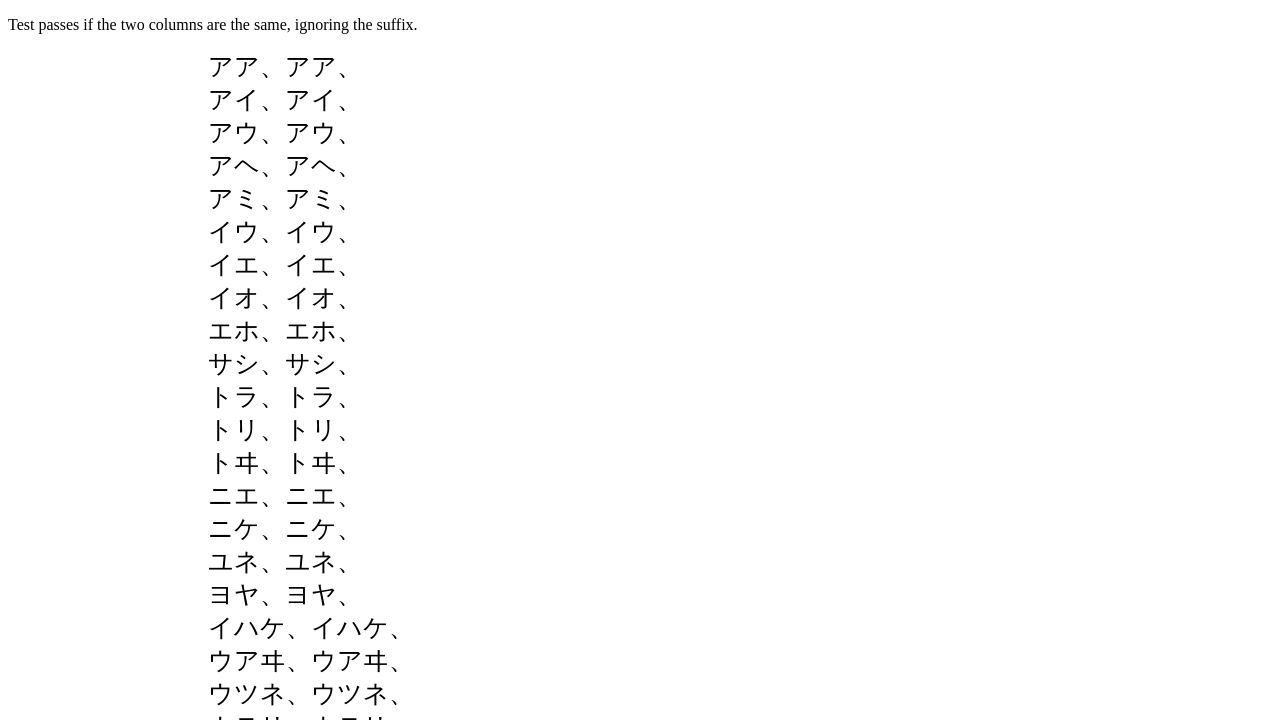 Test passes if the two columns are the same, ignoring the suffix.
アア、アア、
アイ、アイ、
アウ、アウ、
アヘ、アヘ、
アミ、アミ、
イウ、イウ、
イエ、イエ、
イオ、イオ、
エホ、エホ、
サシ、サシ、
トラ、トラ、
トリ、トリ、
トヰ、トヰ、
ニエ、ニエ、
ニケ、ニケ、
ユネ、ユネ、
ヨヤ、ヨヤ、
イハケ、イハケ、
ウアヰ、ウアヰ、
ウツネ、ウツネ、